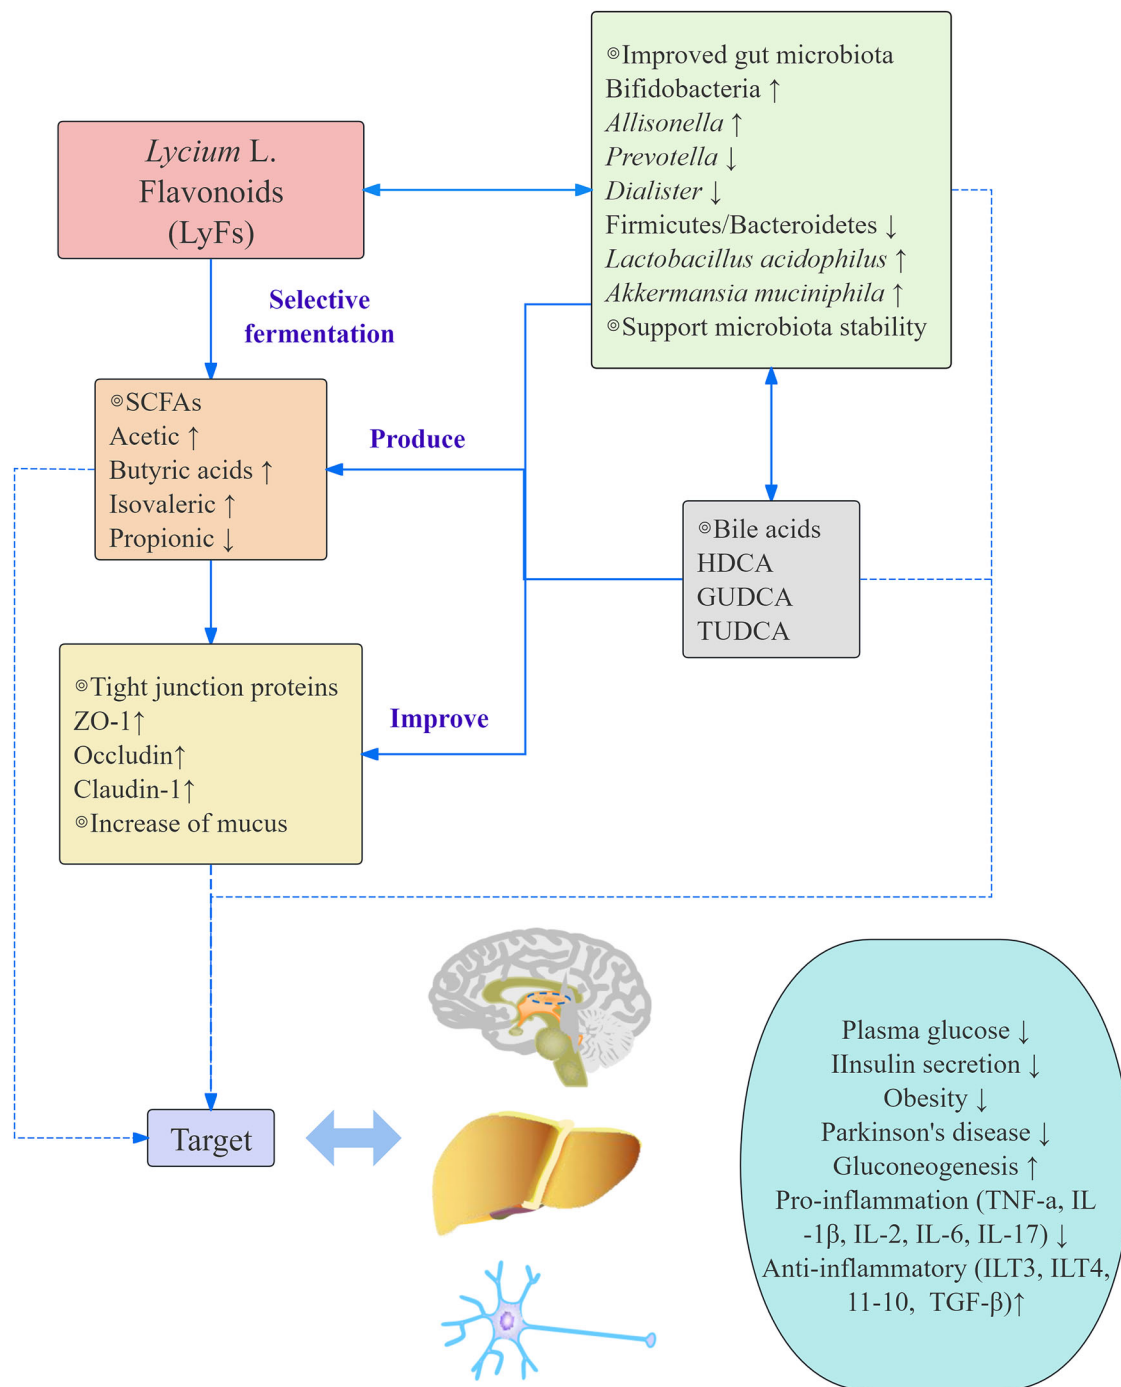 Lycium L.
Flavonoids
(LyFs)
⌾Improved gut microbiota
Bifidobacteria ↑
Allisonella ↑
Prevotella ↓
Dialister ↓
Firmicutes/Bacteroidetes ↓
Lactobacillus acidophilus ↑
Akkermansia muciniphila ↑
⌾Support microbiota stability
Selective
fermentation
⌾SCFAs
Acetic ↑
Butyric acids ↑
Isovaleric ↑
Propionic ↓
Produce
⌾Bile acids
HDCA
GUDCA
TUDCA
⌾Tight junction proteins
ZO-1↑
Occludin↑
Claudin-1↑
⌾Increase of mucus
Improve
Target
Plasma glucose ↓
IInsulin secretion ↓
Obesity ↓
Parkinson's disease ↓
Gluconeogenesis ↑
Pro-inflammation (TNF-a, IL
-1β, IL-2, IL-6, IL-17) ↓
Anti-inflammatory (ILT3, ILT4,
11-10, TGF-β)↑